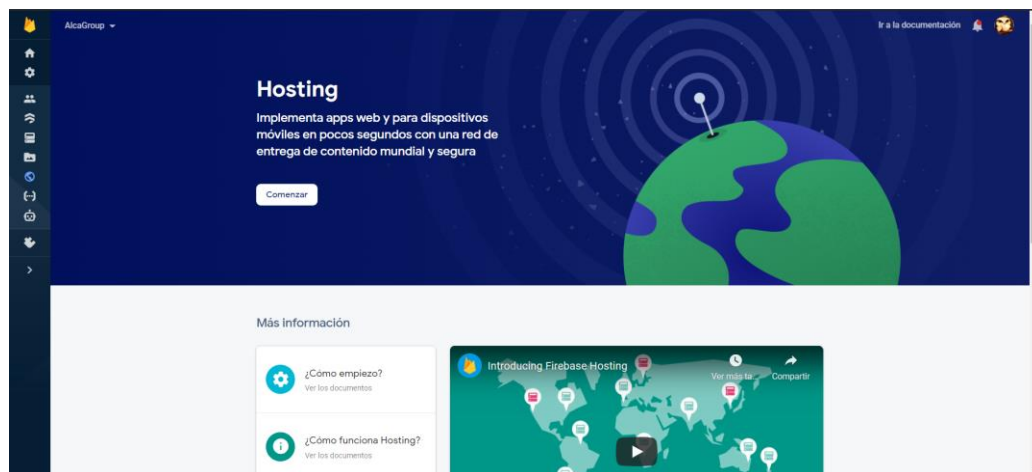 AlcaGroup
Ir a la documentación
Hosting
Implementa apps web y para dispositivos
móviles en pocos segundos con una red de
entrega de contenido mundial y segura
Comenzar
Más información
¿Cómo empiezo?
Ver los documentos
¿Cómo funciona Hosting?
Ver los documentos
Introducing Firebase Hosting
Ver más ta
Compartir